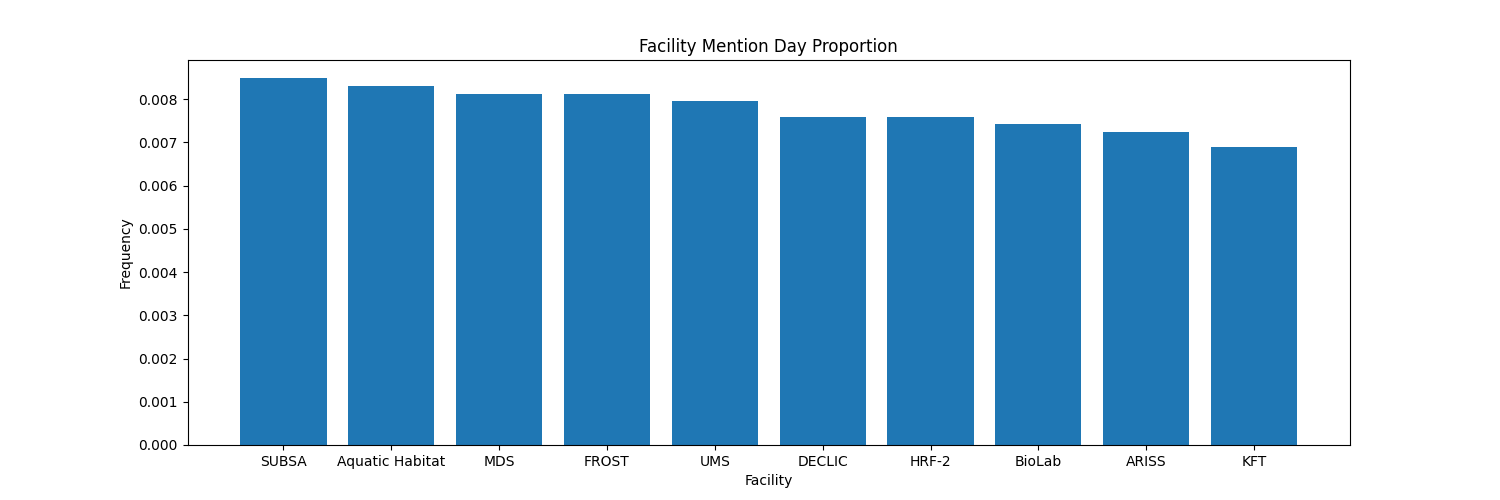 Facility Mention Day Proportion
Frequency
0.008
0.007
0.006
0.005
0.004
0.003
0.002
0.001
0.000
SUBSA Aquatic Habitat MDS FROST UMS DECLIC HRF-2 BioLab ARISS KFT
Facility